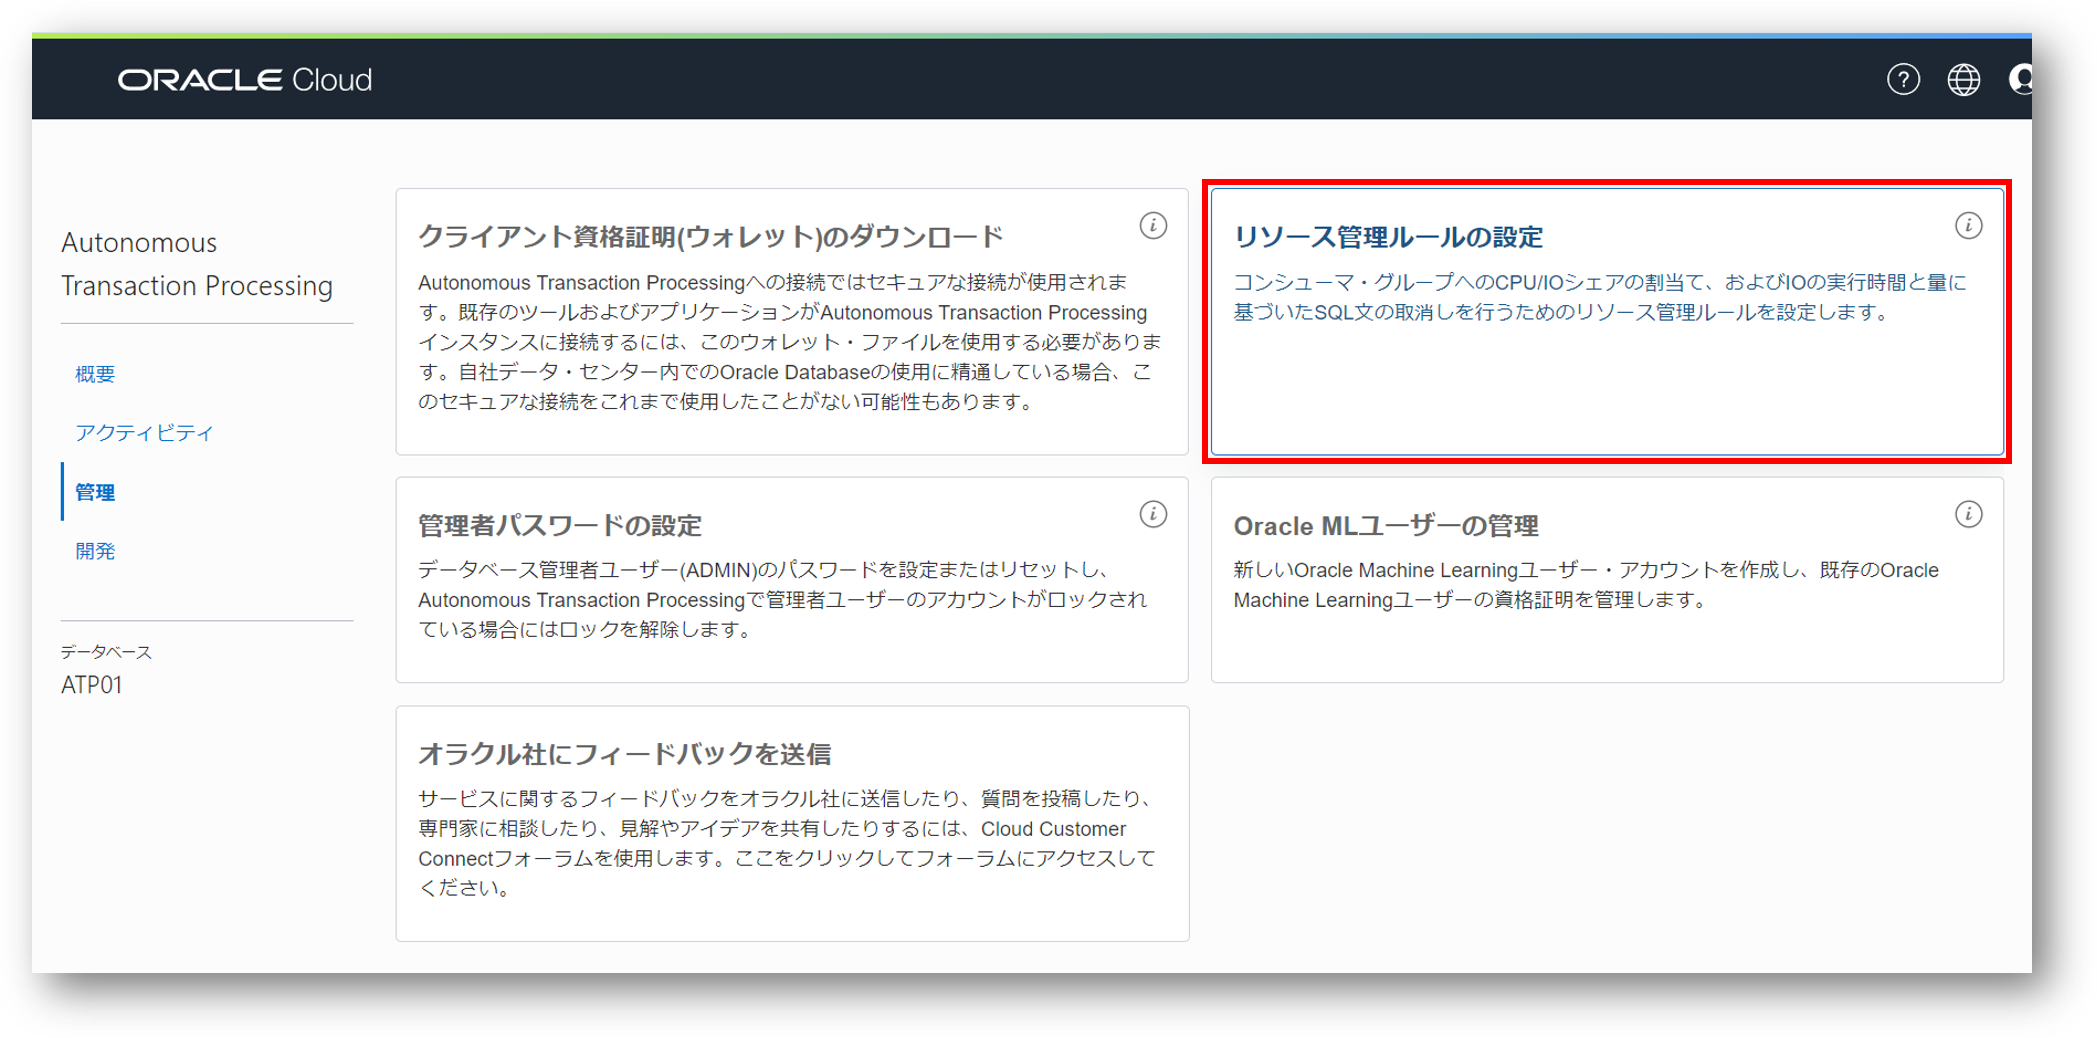 ORACLE Cloud
Autonomous
Transaction Processing
概要
アクティビティ
管理
開発
データベース
ATP01
クライアント資格証明(ウォレット)のダウンロード
Autonomous Transaction Processingへの接続ではセキュアな接続が使用されま
す。既存のツールおよびアプリケーションがAutonomous Transaction Processing
インスタンスに接続するには、このウォレット・ファイルを使用する必要がありま
す。自社データ・センター内でのOracle Databaseの使用に精通している場合、こ
のセキュアな接続をこれまで使用したことがない可能性もあります。
リソース管理ルールの設定
コンシューマ・グループへのCPU/IOシェアの割当て、およびIOの実行時間と量に
基づいたSQL文の取消しを行うためのリソース管理ルールを設定します。
管理者パスワードの設定
データベース管理者ユーザー(ADMIN)のパスワードを設定またはリセットし、
Autonomous Transaction Processingで管理者ユーザーのアカウントがロックされ
ている場合にはロックを解除します。
Oracle MLユーザーの管理
新しいOracle Machine Learningユーザー・アカウントを作成し、既存のOracle
Machine Learningユーザーの資格証明を管理します。
オラクル社にフィードバックを送信
サービスに関するフィードバックをオラクル社に送信したり、質問を投稿したり、
専門家に相談したり、見解やアイデアを共有したりするには、Cloud Customer
Connectフォーラムを使用します。ここをクリックしてフォーラムにアクセスして
ください。